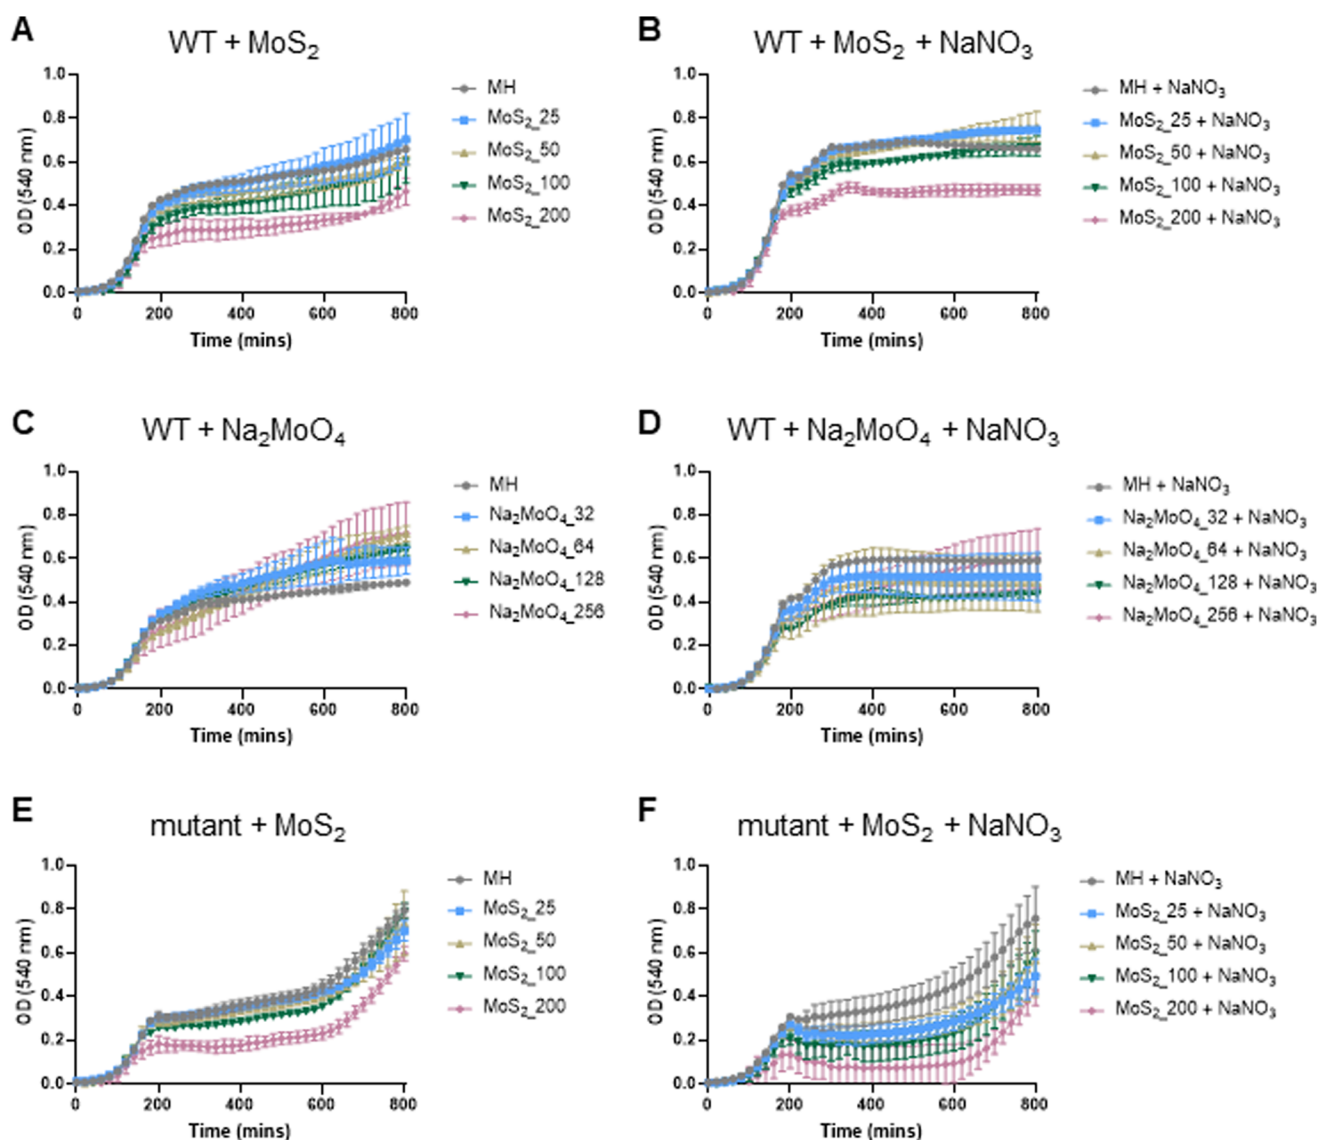 A
WT + MoS₂
OD (540 nm)
1.0
0.8
0.6
0.4
0.2
0.0
0 200 400 600 800
Time (mins)
MH
MoS₂_25
MoS₂_50
MoS₂_100
MoS₂_200
B
WT + MoS₂ + NaNO₃
OD (540 nm)
1.0
0.8
0.6
0.4
0.2
0.0
0 200 400 600 800
Time (mins)
MH + NaNO₃
MoS₂_25 + NaNO₃
MoS₂_50 + NaNO₃
MoS₂_100 + NaNO₃
MoS₂_200 + NaNO₃
C
WT + Na₂MoO₄
OD (540 nm)
1.0
0.8
0.6
0.4
0.2
0.0
0 200 400 600 800
Time (mins)
MH
Na₂MoO₄_32
Na₂MoO₄_64
Na₂MoO₄_128
Na₂MoO₄_256
D
WT + Na₂MoO₄ + NaNO₃
OD (540 nm)
1.0
0.8
0.6
0.4
0.2
0.0
0 200 400 600 800
Time (mins)
MH + NaNO₃
Na₂MoO₄_32 + NaNO₃
Na₂MoO₄_64 + NaNO₃
Na₂MoO₄_128 + NaNO₃
Na₂MoO₄_256 + NaNO₃
E
mutant + MoS₂
OD (540 nm)
1.0
0.8
0.6
0.4
0.2
0.0
0 200 400 600 800
Time (mins)
MH
MoS₂_25
MoS₂_50
MoS₂_100
MoS₂_200
F
mutant + MoS₂ + NaNO₃
OD (540 nm)
1.0
0.8
0.6
0.4
0.2
0.0
0 200 400 600 800
Time (mins)
MH + NaNO₃
MoS₂_25 + NaNO₃
MoS₂_50 + NaNO₃
MoS₂_100 + NaNO₃
MoS₂_200 + NaNO₃